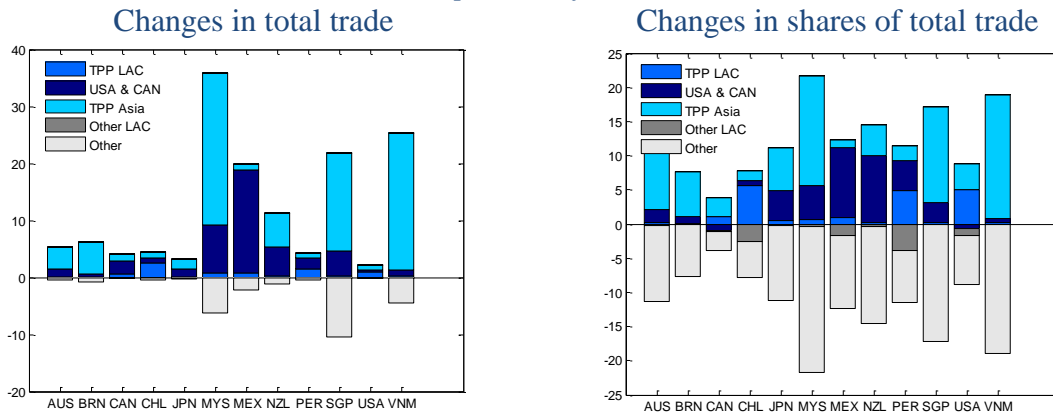 Changes in total trade
40
30
20
10
0
-10
-20
TPP LAC
USA & CAN
TPP Asia
Other LAC
Other
AUS BRN CAN CHL JPN MYS MEX NZL PER SGP USA VNM
Changes in shares of total trade
25
20
15
10
5
0
-5
-10
-15
-20
-25
TPP LAC
USA & CAN
TPP Asia
Other LAC
Other
AUS BRN CAN CHL JPN MYS MEX NZL PER SGP USA VNM